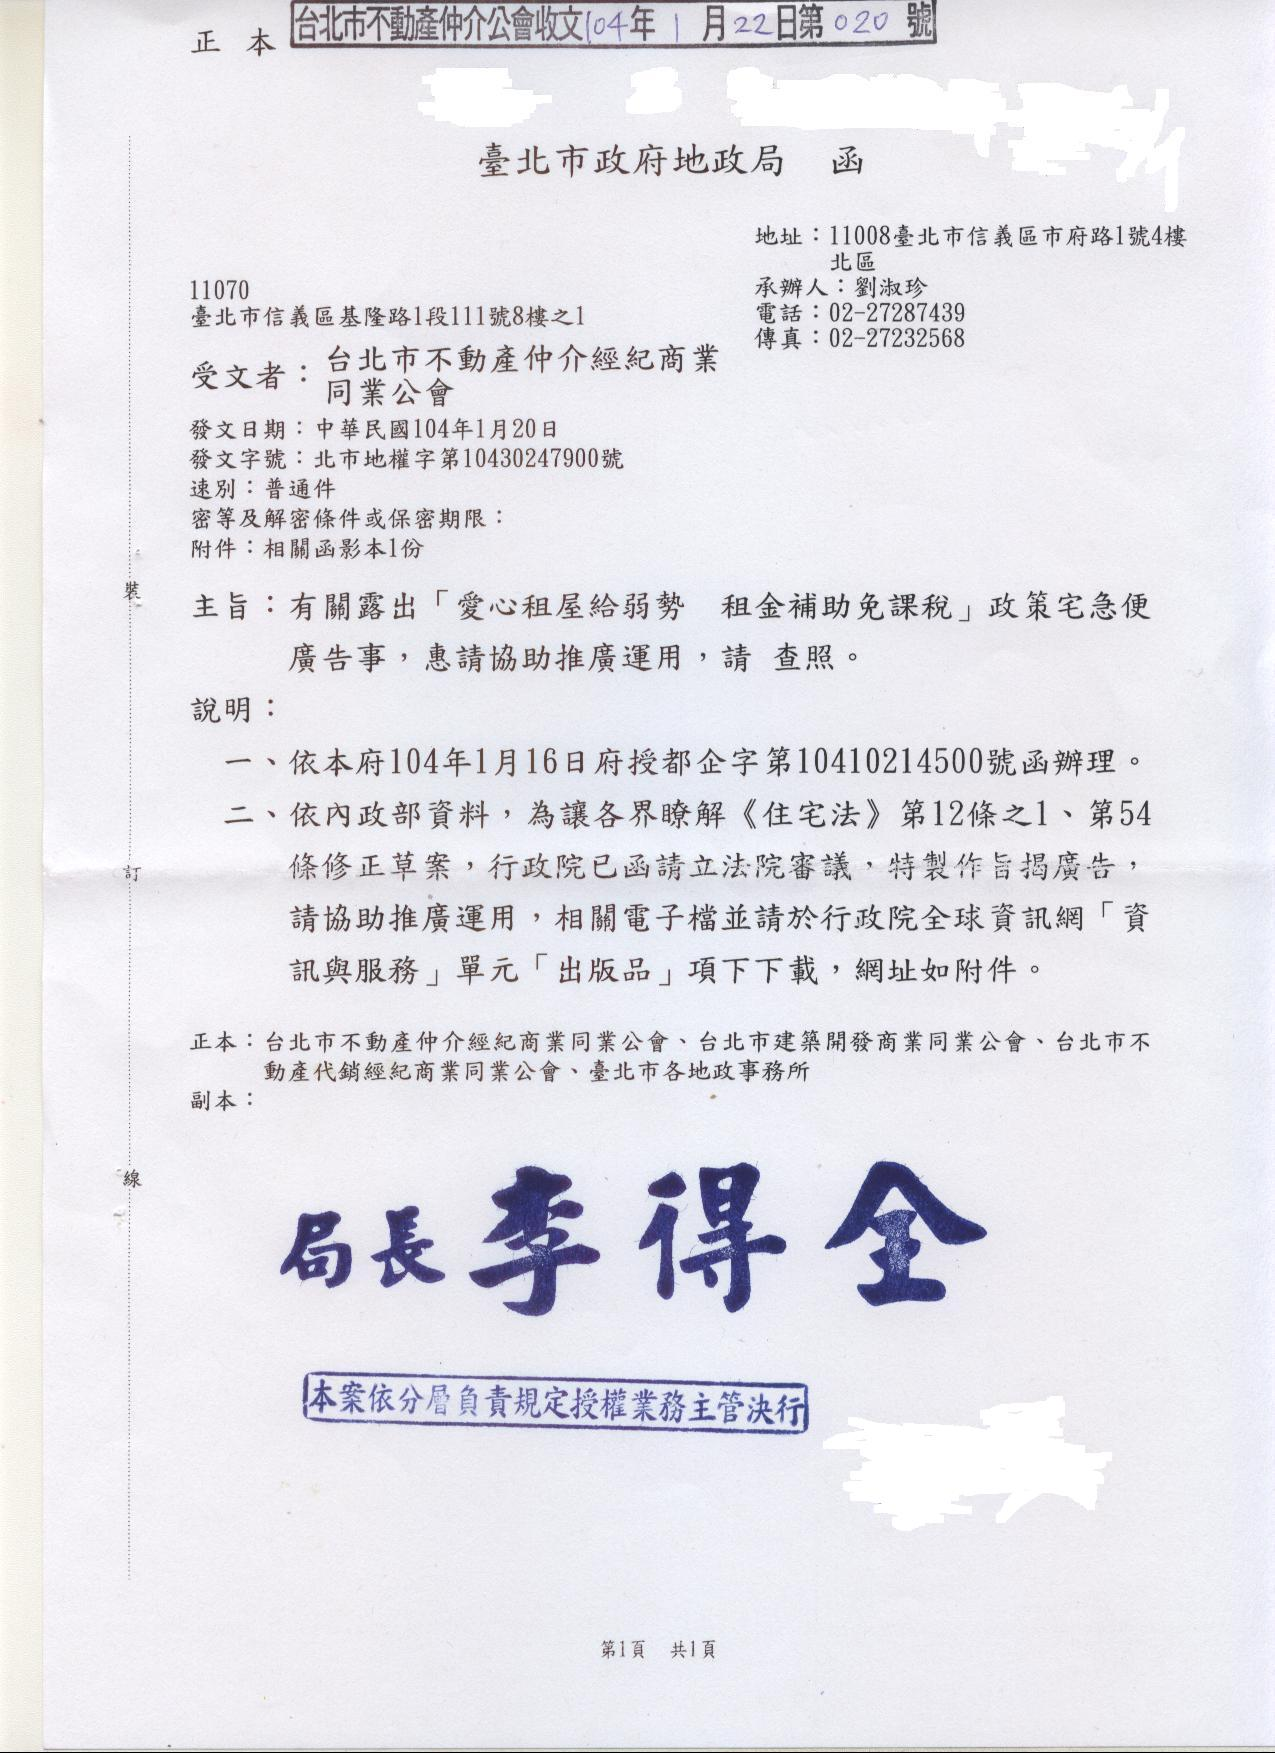 正本
台北市不動產仲介公會收文104年1月22日第020號
臺北市政府地政局 函
地址：11008臺北市信義區市府路1號4樓
北區
承辦人：劉淑珍
電話：02-27287439
傳真：02-27232568
11070
臺北市信義區基隆路1段111號8樓之1
受文者：台北市不動產仲介經紀商業
同業公會
發文日期：中華民國104年1月20日
發文字號：北市地權字第10430247900號
速別：普通件
密等及解密條件或保密期限：
附件：相關函影本1份
主旨：有關露出「愛心租屋給弱勢 租金補助免課稅」政策宅急便
廣告事，惠請協助推廣運用，請 查照。
說明：
一、依本府104年1月16日府授都企字第10410214500號函辦理。
二、依內政部資料，為讓各界瞭解《住宅法》第12條之1、第54
條修正草案，行政院已函請立法院審議，特製作旨揭廣告，
請協助推廣運用，相關電子檔並請於行政院全球資訊網「資
訊與服務」單元「出版品」項下下載，網址如附件。
正本：台北市不動產仲介經紀商業同業公會、台北市建築開發商業同業公會、台北市不
動產代銷經紀商業同業公會、臺北市各地政事務所
副本：
局長李得全
本案依分層負責規定授權業務主管決行
裝
訂
線
第1頁 共1頁